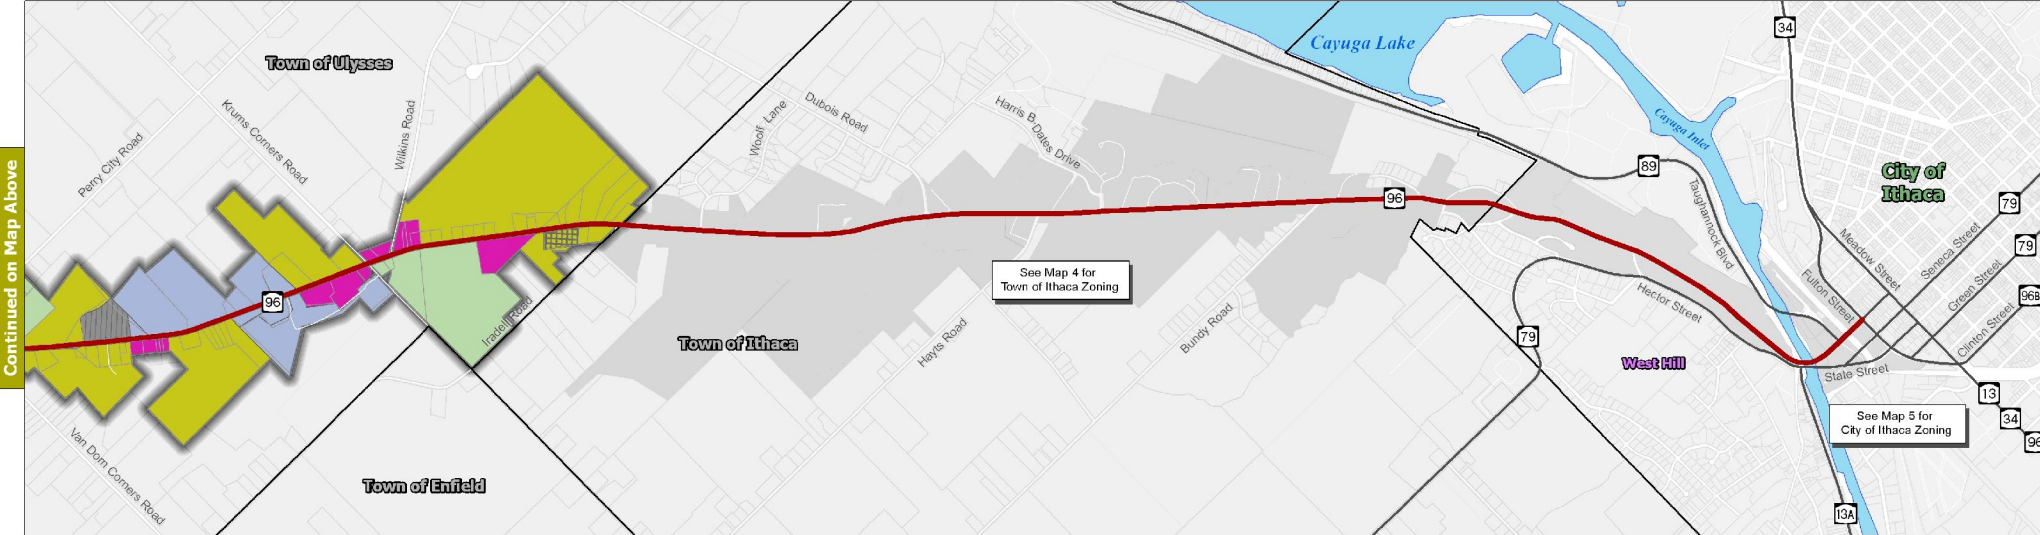 Continued on Map Above
Town of Ulysses
Perry City Road
Krums Corners Road
Wilkins Road
Woolf Lane
Dubois Road
Harris B. Dates Drive
Cayuga Lake
34
Cayuga Inlet
89
City of
Ithaca
96
79
Taughannock Blvd
Meadow Street
Seneca Street
79
Fulton Street
Green Street
96B
96
See Map 4 for
Town of Ithaca Zoning
Hector Street
Clinton Street
Iradell Road
Town of Ithaca
Hayts Road
Bundy Road
79
West Hill
State Street
13
See Map 5 for
City of Ithaca Zoning
34
96
Van Dorn Corners Road
Town of Enfield
13A